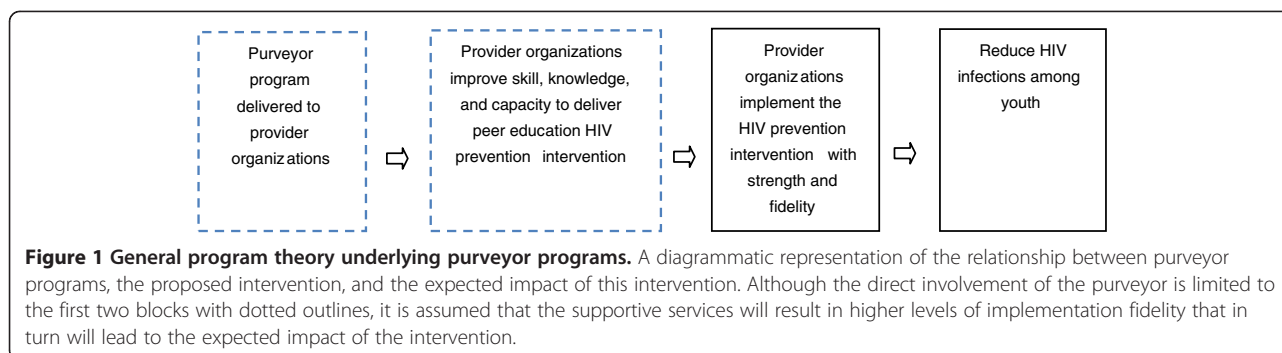 Purveyor
program
delivered to
provider
organizations
Provider organizations
improve skill, knowledge,
and capacity to deliver
peer education HIV
prevention intervention
Provider
organizations
implement the
HIV prevention
intervention with
strength and
fidelity
Reduce HIV
infections among
youth
Figure 1 General program theory underlying purveyor programs. A diagrammatic representation of the relationship between purveyor
programs, the proposed intervention, and the expected impact of this intervention. Although the direct involvement of the purveyor is limited to
the first two blocks with dotted outlines, it is assumed that the supportive services will result in higher levels of implementation fidelity that in
turn will lead to the expected impact of the intervention.